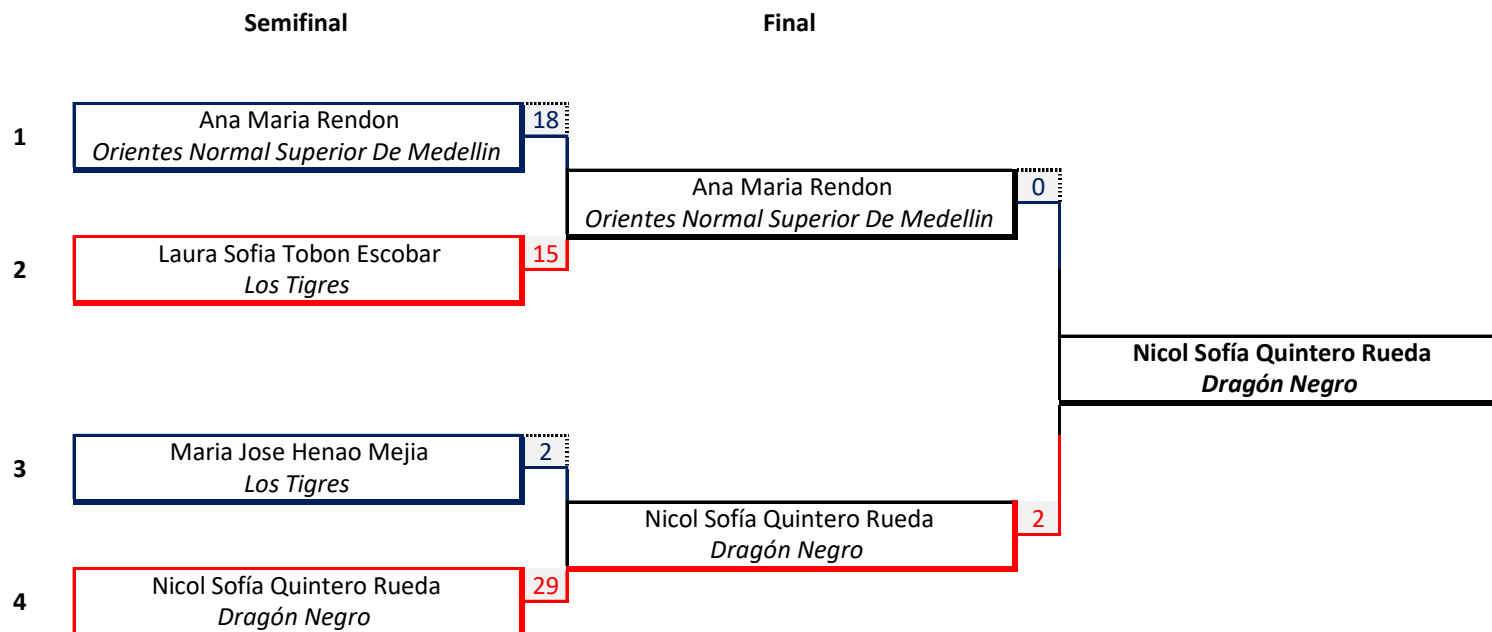 Semifinal
Final
1
Ana Maria Rendon
Orientes Normal Superior De Medellin
18
2
Laura Sofia Tobon Escobar
Los Tigres
15
Ana Maria Rendon
Orientes Normal Superior De Medellin
0
3
Maria Jose Henao Mejia
Los Tigres
2
4
Nicol Sofía Quintero Rueda
Dragón Negro
29
Nicol Sofía Quintero Rueda
Dragón Negro
2
Nicol Sofía Quintero Rueda
Dragón Negro